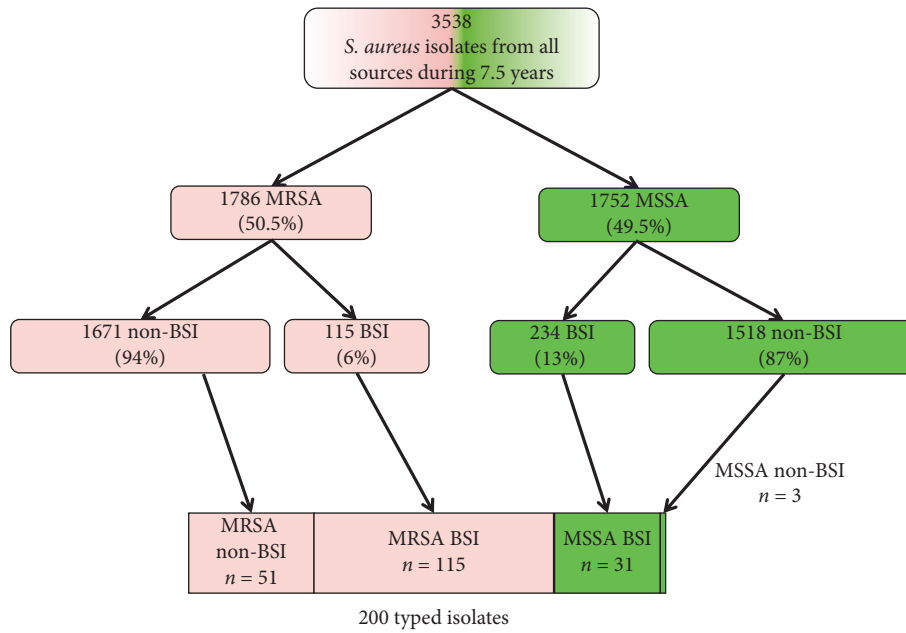 3538
S. aureus isolates from all
sources during 7.5 years
1786 MRSA
(50.5%)
1752 MSSA
(49.5%)
1671 non-BSI
(94%)
115 BSI
(6%)
234 BSI
(13%)
1518 non-BSI
(87%)
MSSA non-BSI
n = 3
MRSA
non-BSI
n = 51
MRSA BSI
n = 115
MSSA BSI
n = 31
200 typed isolates